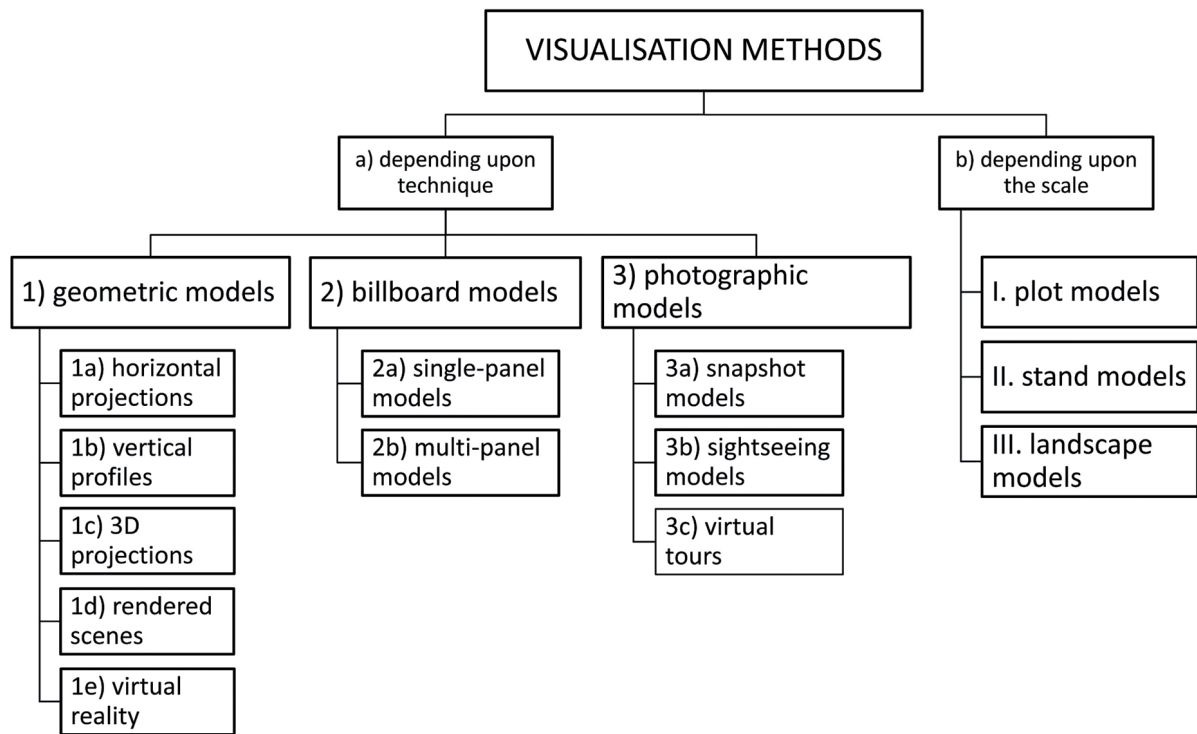 VISUALISATION METHODS
a) depending upon
technique
b) depending upon
the scale
1) geometric models
2) billboard models
3) photographic
models
1a) horizontal
projections
1b) vertical
profiles
1c) 3D
projections
1d) rendered
scenes
1e) virtual
reality
2a) single-panel
models
2b) multi-panel
models
3a) snapshot
models
3b) sightseeing
models
3c) virtual
tours
I. plot models
II. stand models
III. landscape
models